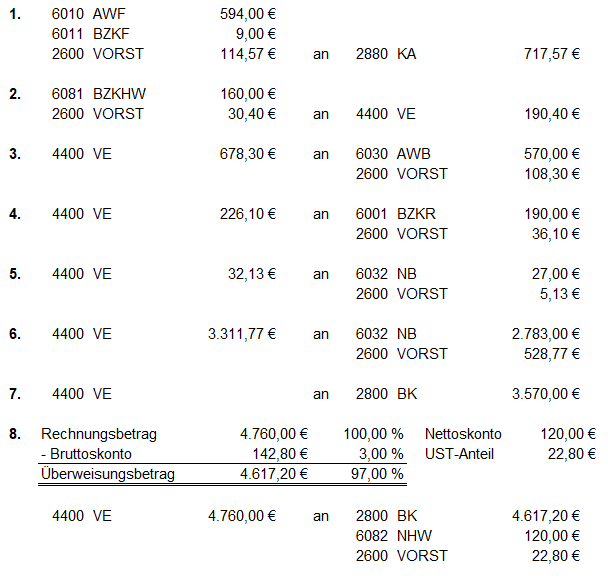 1. 6010 AWF 594,00 €
6011 BZKF 9,00 €
2600 VORST 114,57 € an 2880 KA 717,57 €
2. 6081 BZKHW 160,00 €
2600 VORST 30,40 € an 4400 VE 190,40 €
3. 4400 VE 678,30 € an 6030 AWB 570,00 €
2600 VORST 108,30 €
4. 4400 VE 226,10 € an 6001 BZKR 190,00 €
2600 VORST 36,10 €
5. 4400 VE 32,13 € an 6032 NB 27,00 €
2600 VORST 5,13 €
6. 4400 VE 3.311,77 € an 6032 NB 2.783,00 €
2600 VORST 528,77 €
7. 4400 VE an 2800 BK 3.570,00 €
8. Rechnungsbetrag 4.760,00 € 100,00 % Nettoskonto 120,00 €
- Bruttoskonto 142,80 € 3,00 % UST-Anteil 22,80 €
Überweisungsbetrag 4.617,20 € 97,00 %
4400 VE 4.760,00 € an 2800 BK 4.617,20 €
6082 NHW 120,00 €
2600 VORST 22,80 €